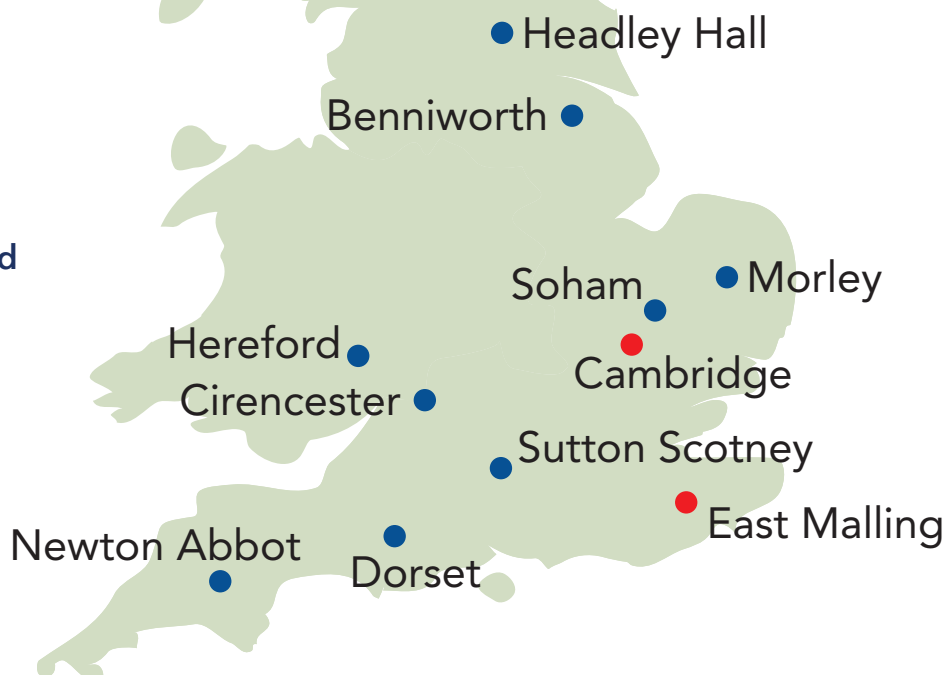 Headley Hall
Benniworth
d
Soham
Morley
Hereford
Cambridge
Cirencester
Sutton Scotney
East Malling
Newton Abbot
Dorset